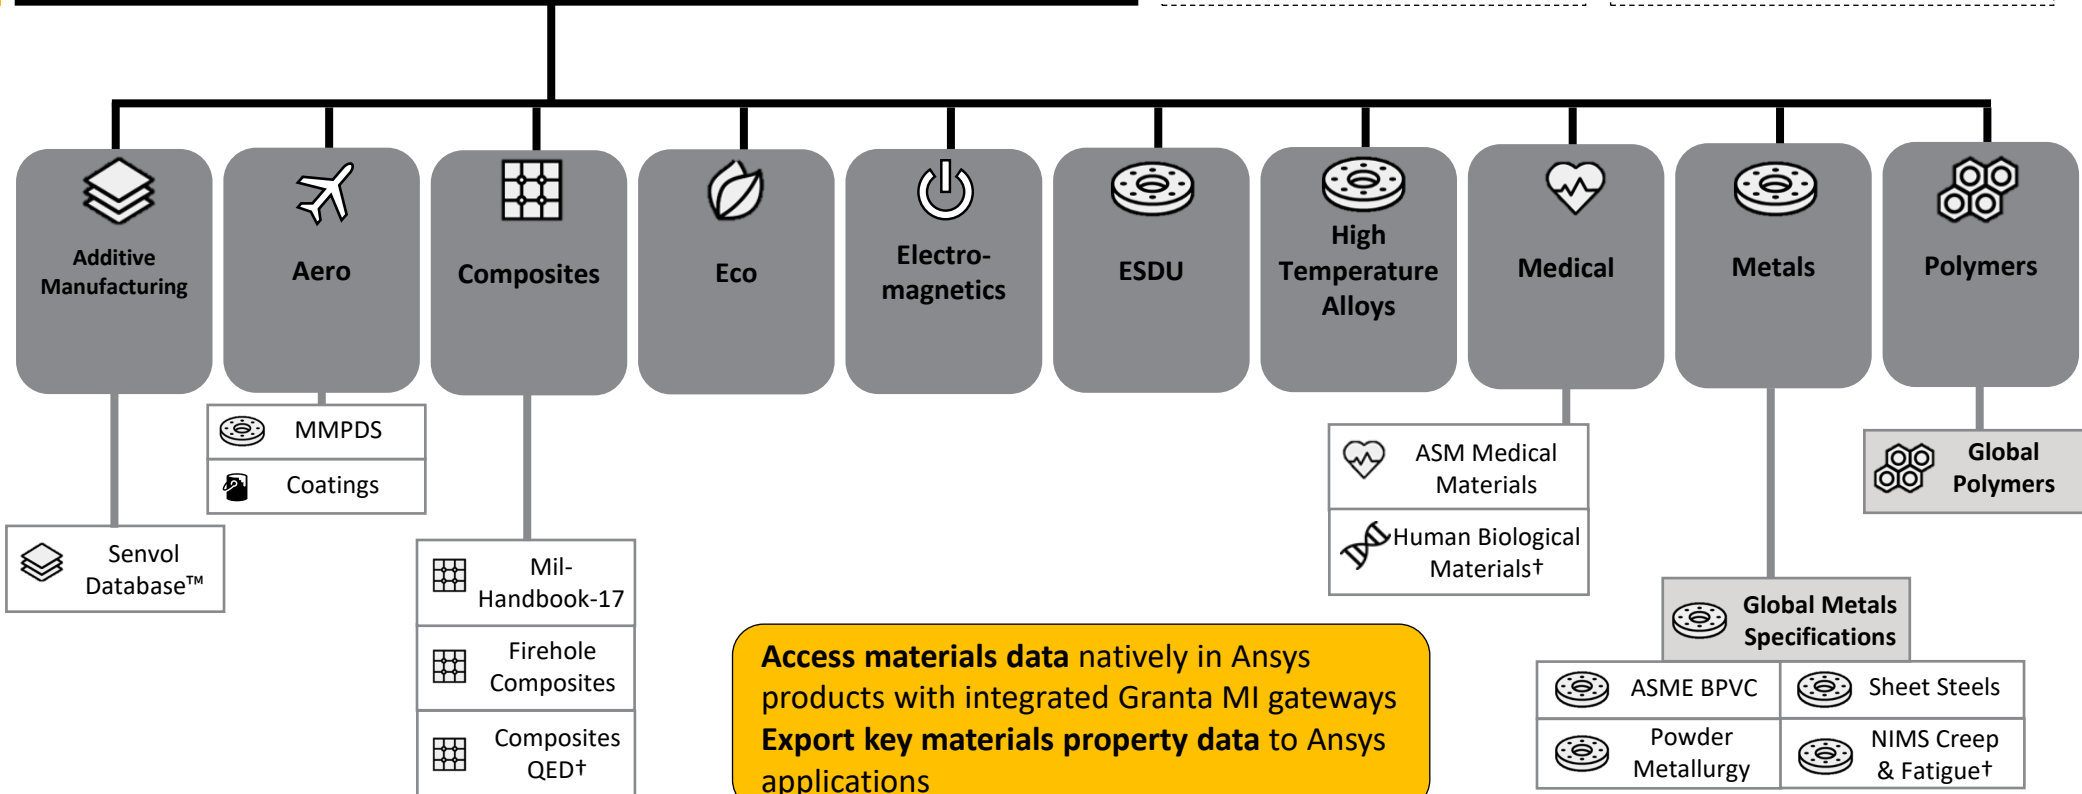 Additive
Manufacturing
Aero
Composites
Eco
Electro-
magnetics
ESDU
High
Temperature
Alloys
Medical
Metals
Polymers
MMPDS
Coatings
Senvol
Database™
Mil-
Handbook-17
Firehole
Composites
Composites
QED†
ASM Medical
Materials
Human Biological
Materials†
Global
Polymers
Global Metals
Specifications
ASME BPVC
Sheet Steels
Powder
Metallurgy
NIMS Creep
& Fatigue†
Access materials data natively in Ansys
products with integrated Granta MI gateways
Export key materials property data to Ansys
applications